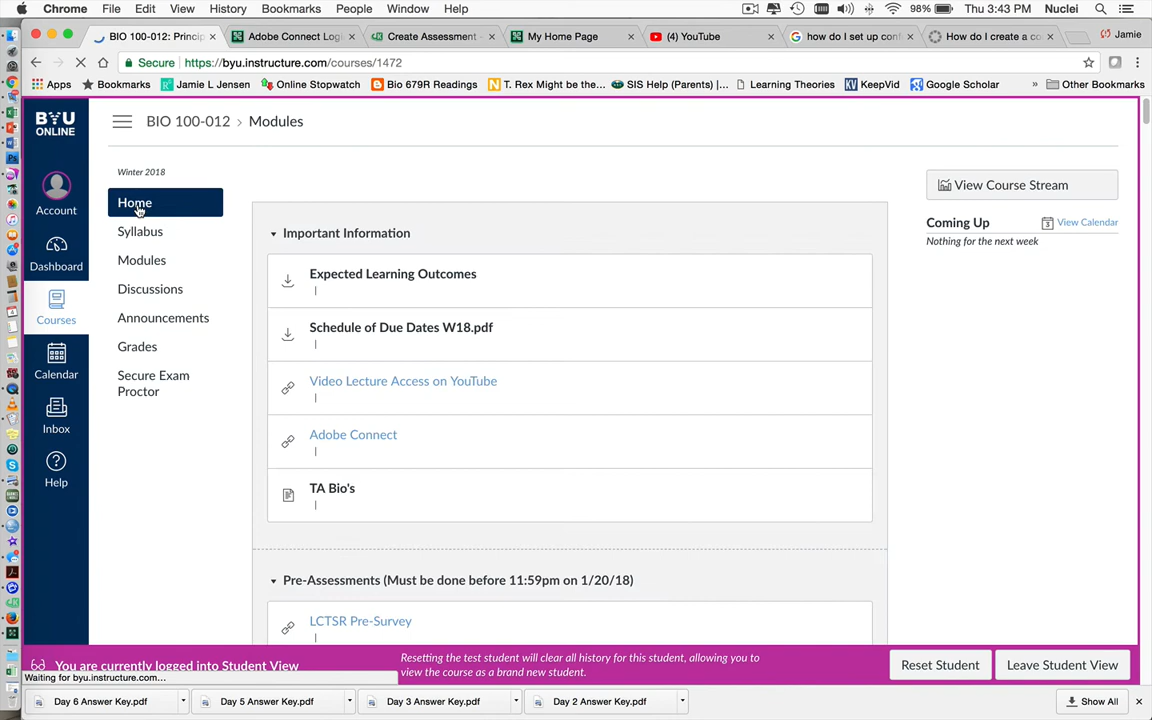 Chrome File Edit View History Bookmarks People Window Help 98% Thu 3:43 PM Nuclei
BIO 100-012: Princip Adobe Connect Logi Create Assessment - My Home Page (4) YouTube how do i set up conf How do I create a co Jamie
Secure https://byu.instructure.com/courses/1472
Apps Bookmarks Jamie L Jensen Online Stopwatch Bio 679R Readings T. Rex Might be the... SIS Help (Parents) |... Learning Theories KeepVid Google Scholar » Other Bookmarks
BYU
ONLINE
BIO 100-012 > Modules
Winter 2018
Home
Syllabus
Modules
Discussions
Announcements
Grades
Secure Exam
Proctor
Account
Dashboard
Courses
Calendar
Inbox
Help
Important Information
Expected Learning Outcomes
|
Schedule of Due Dates W18.pdf
|
Video Lecture Access on YouTube
|
Adobe Connect
|
TA Bio's
|
Pre-Assessments (Must be done before 11:59pm on 1/20/18)
LCTSR Pre-Survey
|
View Course Stream
Coming Up 3 View Calendar
Nothing for the next week
You are currently logged into Student View
Resetting the test student will clear all history for this student, allowing you to
view the course as a brand new student.
Reset Student Leave Student View
Waiting for byu.instructure.com...
Day 6 Answer Key.pdf Day 5 Answer Key.pdf Day 3 Answer Key.pdf Day 2 Answer Key.pdf Show All